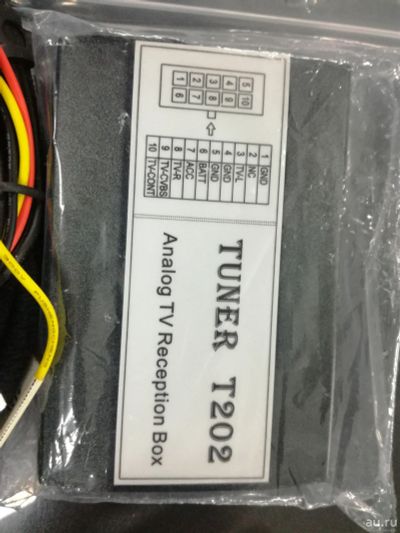 5 4 3 2 1
10 9 8 7 6
1 GND
2 NC
3 TV-L
4 GND
5 GND
6 BATT
7 ACC
8 TV-R
9 TV-CVBS
10 TV-CONT
TUNER T202
Analog TV Reception Box
au.ru